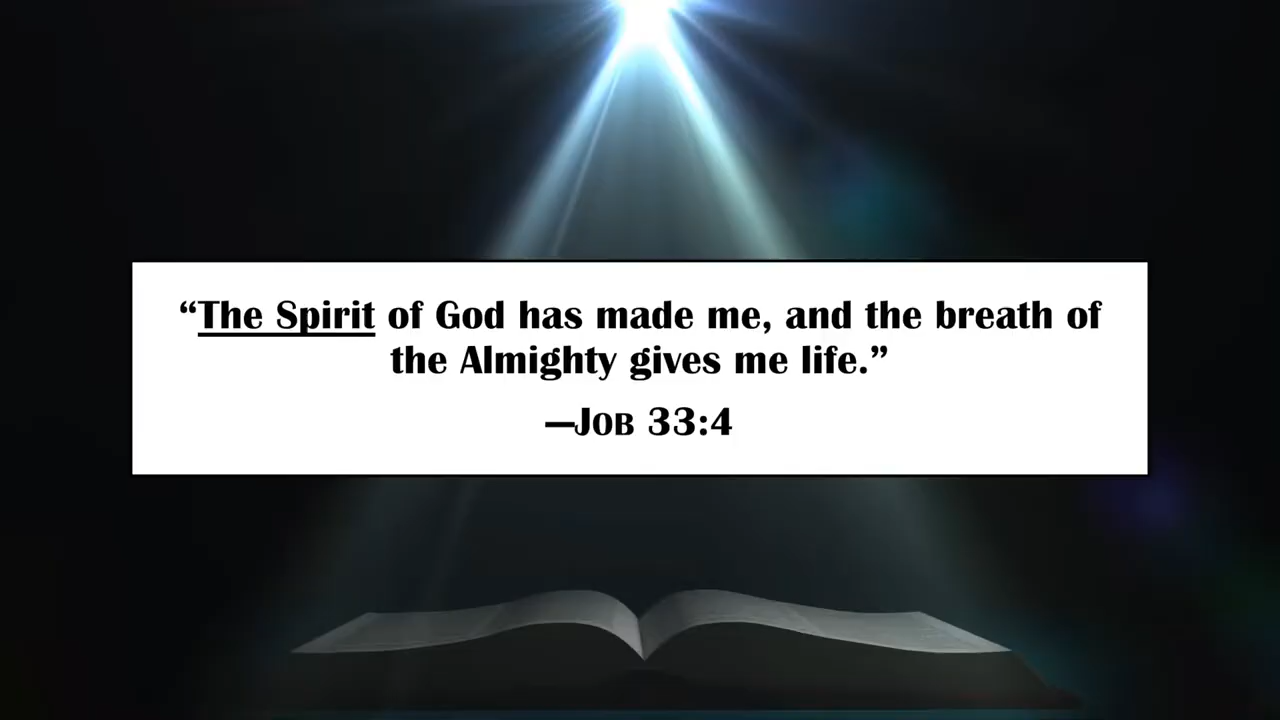 “The Spirit of God has made me, and the breath of
the Almighty gives me life.”
—Job 33:4